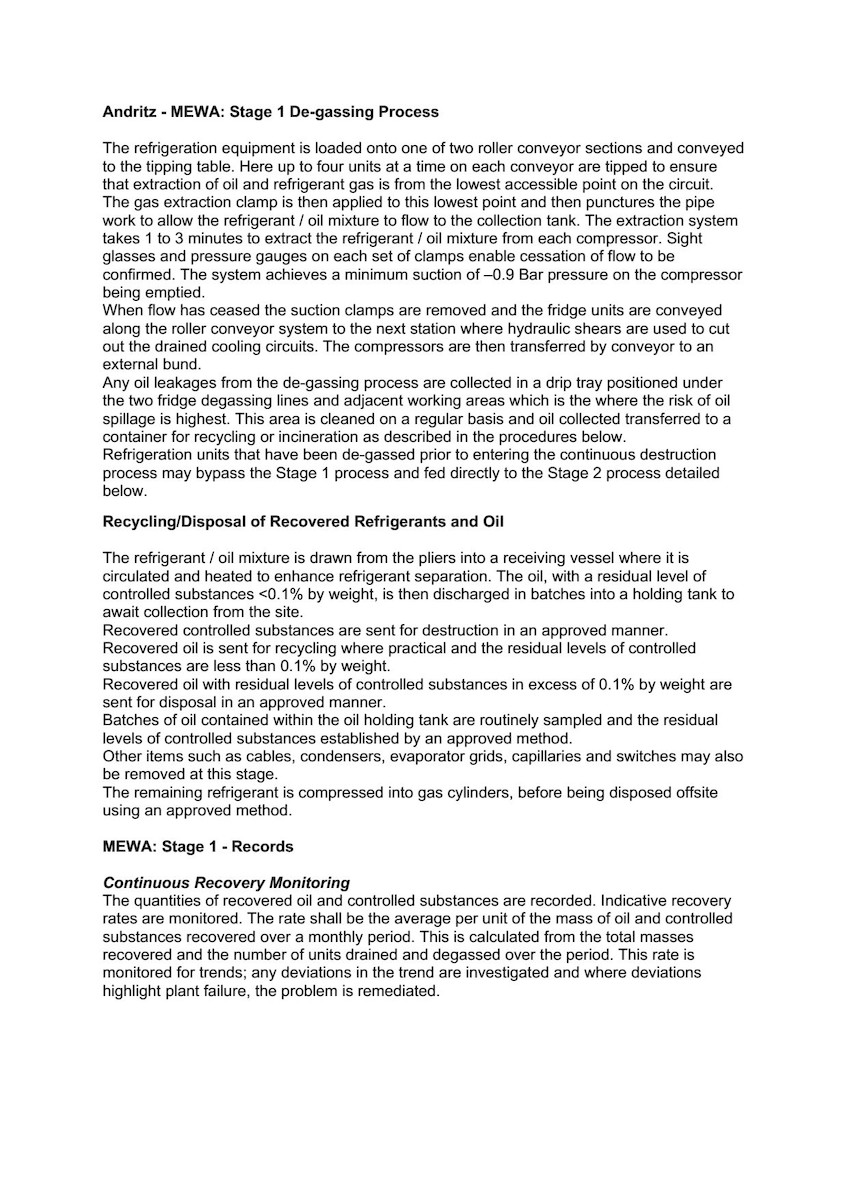 Andritz - MEWA: Stage 1 De-gassing Process
The refrigeration equipment is loaded onto one of two roller conveyor sections and conveyed
to the tipping table. Here up to four units at a time on each conveyor are tipped to ensure
that extraction of oil and refrigerant gas is from the lowest accessible point on the circuit.
The gas extraction clamp is then applied to this lowest point and then punctures the pipe
work to allow the refrigerant / oil mixture to flow to the collection tank. The extraction system
takes 1 to 3 minutes to extract the refrigerant / oil mixture from each compressor. Sight
glasses and pressure gauges on each set of clamps enable cessation of flow to be
confirmed. The system achieves a minimum suction of –0.9 Bar pressure on the compressor
being emptied.
When flow has ceased the suction clamps are removed and the fridge units are conveyed
along the roller conveyor system to the next station where hydraulic shears are used to cut
out the drained cooling circuits. The compressors are then transferred by conveyor to an
external bund.
Any oil leakages from the de-gassing process are collected in a drip tray positioned under
the two fridge degassing lines and adjacent working areas which is the where the risk of oil
spillage is highest. This area is cleaned on a regular basis and oil collected transferred to a
container for recycling or incineration as described in the procedures below.
Refrigeration units that have been de-gassed prior to entering the continuous destruction
process may bypass the Stage 1 process and fed directly to the Stage 2 process detailed
below.
Recycling/Disposal of Recovered Refrigerants and Oil
The refrigerant / oil mixture is drawn from the pliers into a receiving vessel where it is
circulated and heated to enhance refrigerant separation. The oil, with a residual level of
controlled substances <0.1% by weight, is then discharged in batches into a holding tank to
await collection from the site.
Recovered controlled substances are sent for destruction in an approved manner.
Recovered oil is sent for recycling where practical and the residual levels of controlled
substances are less than 0.1% by weight.
Recovered oil with residual levels of controlled substances in excess of 0.1% by weight are
sent for disposal in an approved manner.
Batches of oil contained within the oil holding tank are routinely sampled and the residual
levels of controlled substances established by an approved method.
Other items such as cables, condensers, evaporator grids, capillaries and switches may also
be removed at this stage.
The remaining refrigerant is compressed into gas cylinders, before being disposed offsite
using an approved method.
MEWA: Stage 1 - Records
Continuous Recovery Monitoring
The quantities of recovered oil and controlled substances are recorded. Indicative recovery
rates are monitored. The rate shall be the average per unit of the mass of oil and controlled
substances recovered over a monthly period. This is calculated from the total masses
recovered and the number of units drained and degassed over the period. This rate is
monitored for trends; any deviations in the trend are investigated and where deviations
highlight plant failure, the problem is remediated.